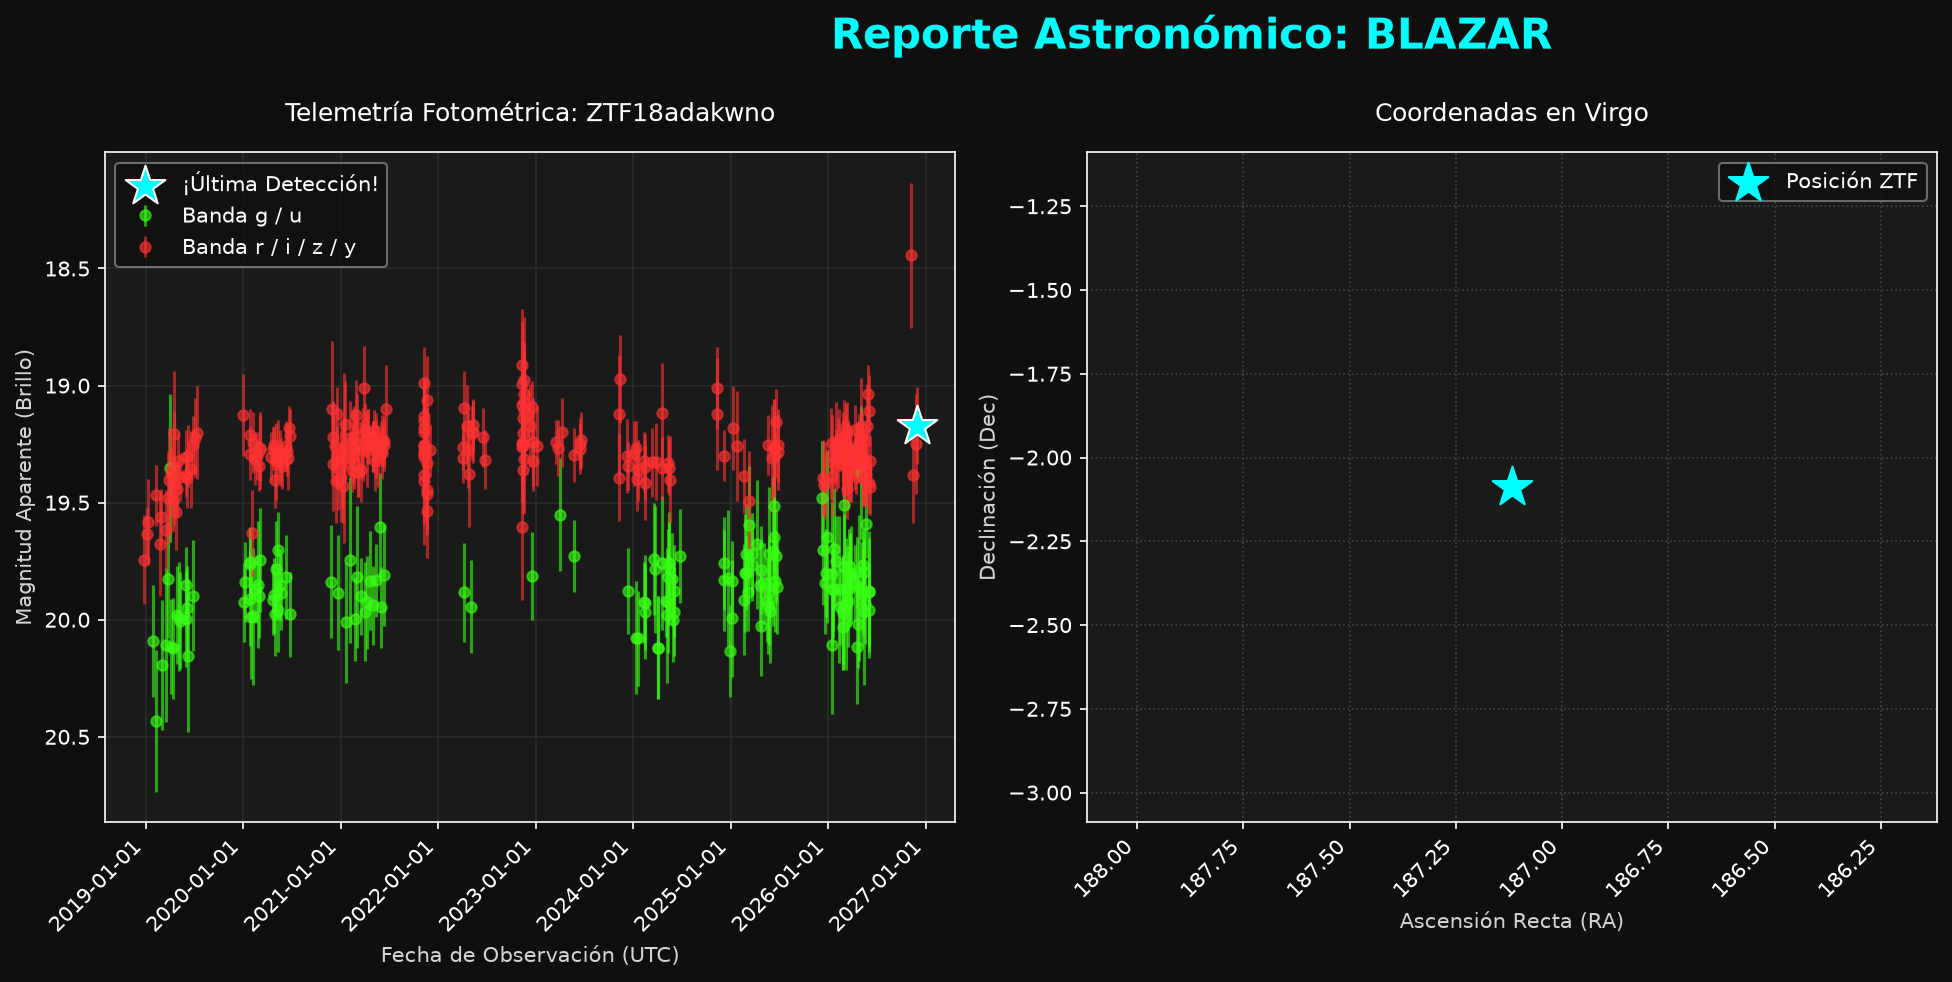 Reporte Astronómico: BLAZAR
Telemetría Fotométrica: ZTF18adakwno
¡Última Detección!
Banda g / u
Banda r / i / z / y
Magnitud Aparente (Brillo)
18.5
19.0
19.5
20.0
20.5
2019-01-01
2020-01-01
2021-01-01
2022-01-01
2023-01-01
2024-01-01
2025-01-01
2026-01-01
2027-01-01
Fecha de Observación (UTC)
Coordenadas en Virgo
Posición ZTF
Declinación (Dec)
−1.25
−1.50
−1.75
−2.00
−2.25
−2.50
−2.75
−3.00
188.00
187.75
187.50
187.25
187.00
186.75
186.50
186.25
Ascensión Recta (RA)